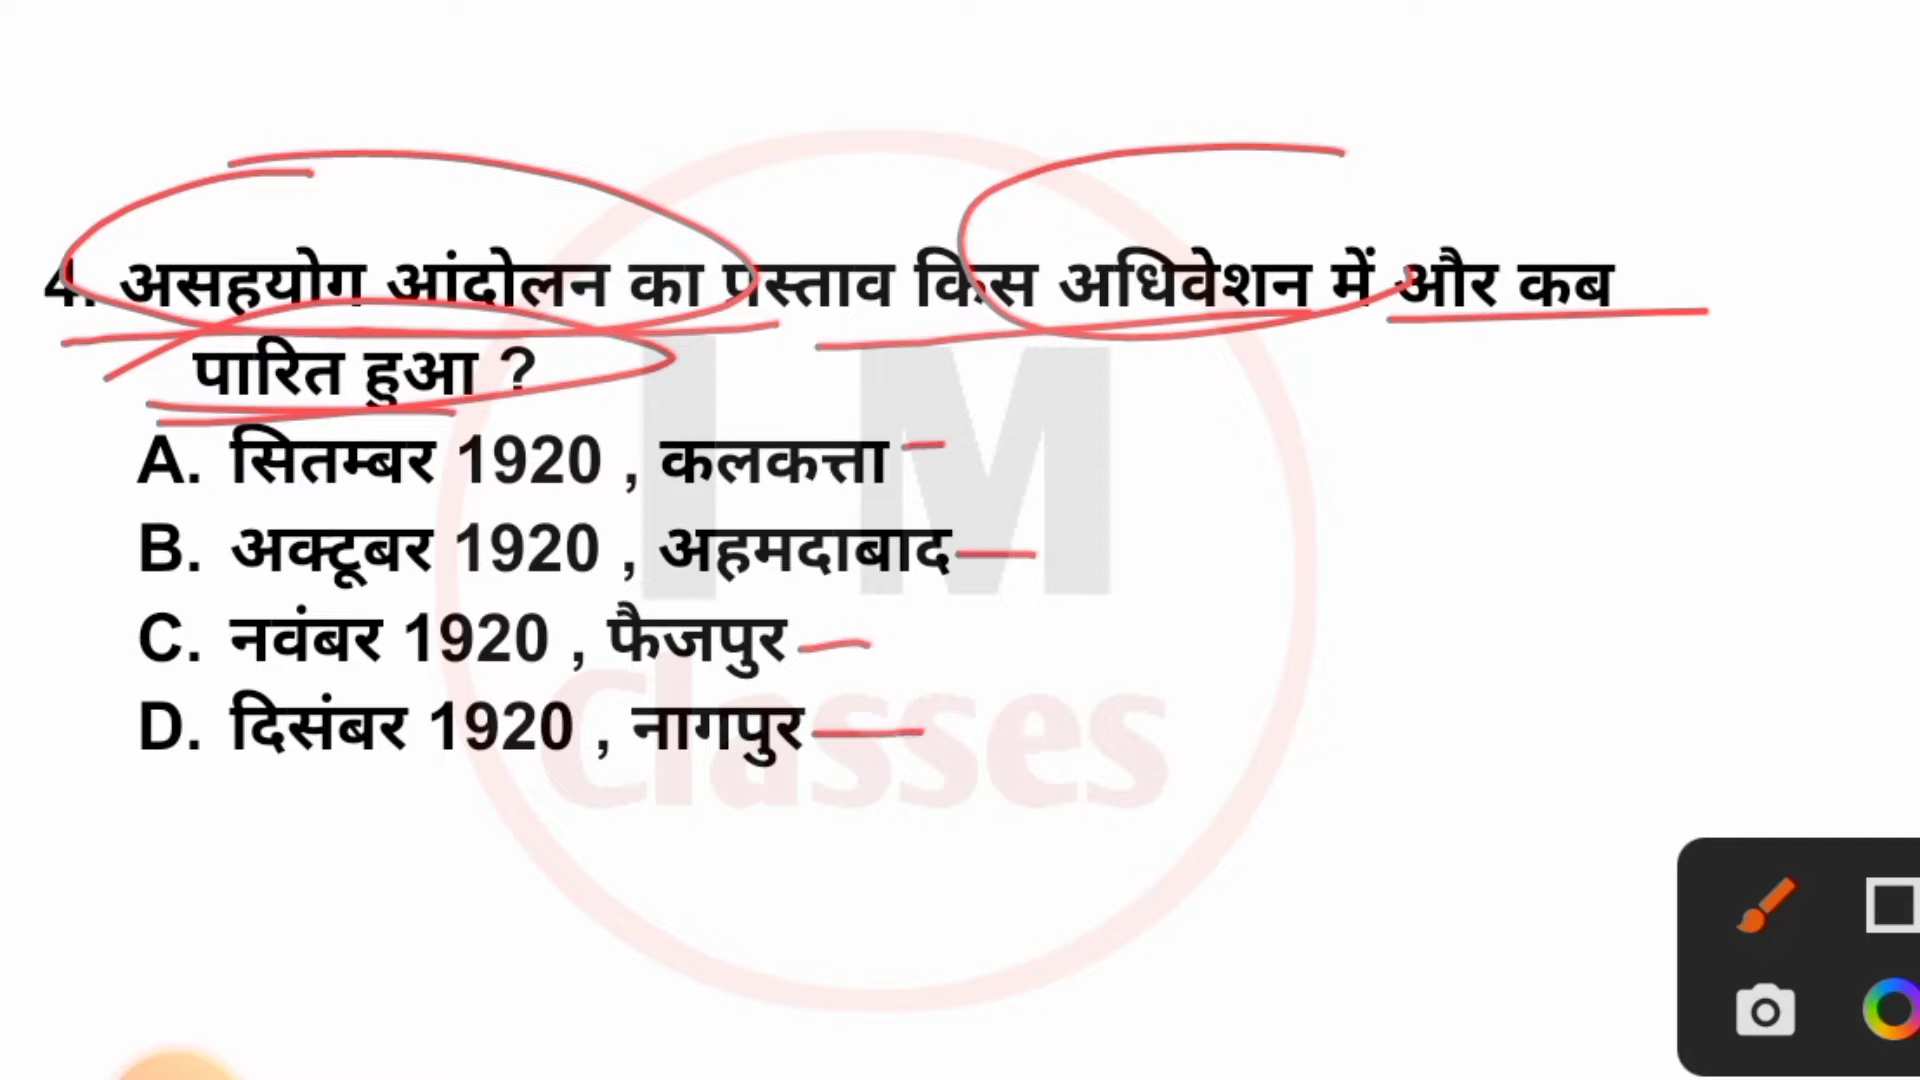 4. असहयोग आंदोलन का प्रस्ताव किस अधिवेशन में और कब
पारित हुआ ?
A. सितम्बर 1920 , कलकत्ता
B. अक्टूबर 1920 , अहमदाबाद
C. नवंबर 1920 , फैजपुर
D. दिसंबर 1920 , नागपुर
I M
Classes